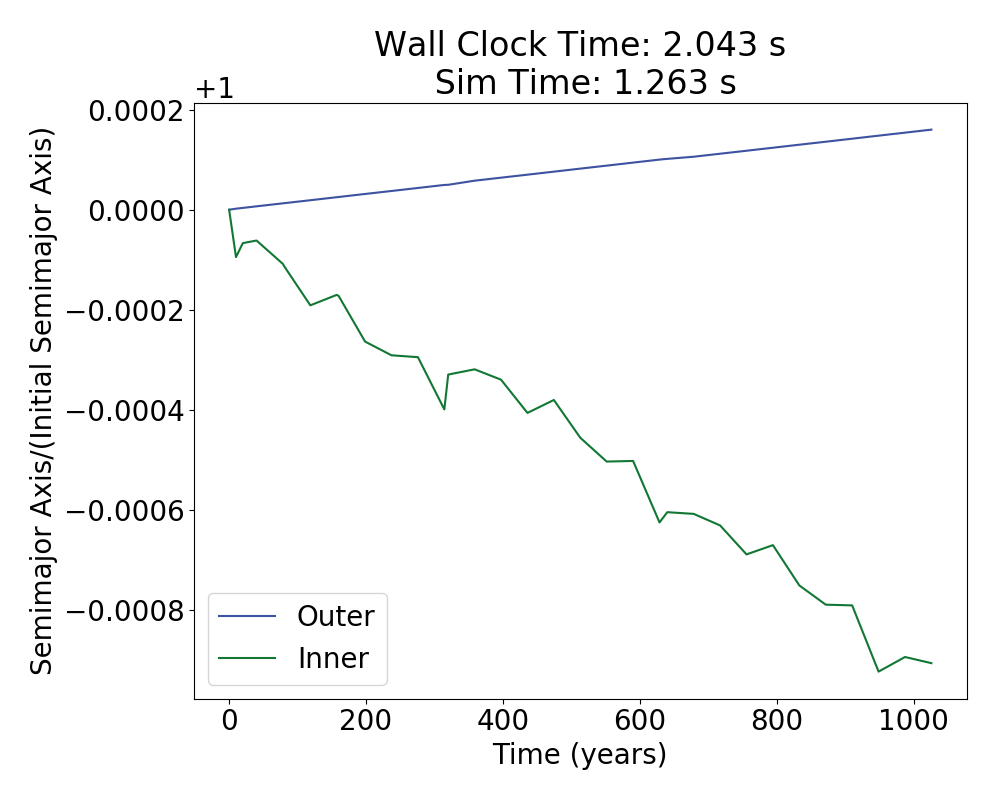 Wall Clock Time: 2.043 s
Sim Time: 1.263 s
+1
Semimajor Axis/(Initial Semimajor Axis)
0.0002
0.0000
−0.0002
−0.0004
−0.0006
−0.0008
Outer
Inner
0 200 400 600 800 1000
Time (years)